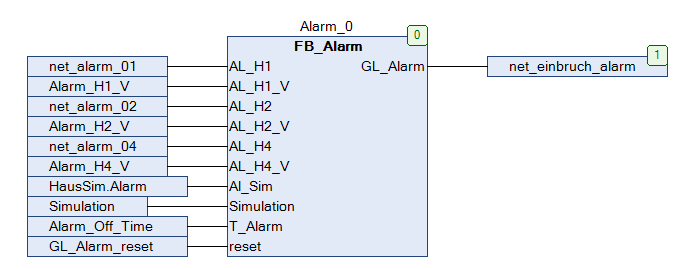 Alarm_0
0
FB_Alarm
1
net_alarm_01 AL_H1 GL_Alarm net_einbruch_alarm
Alarm_H1_V AL_H1_V
net_alarm_02 AL_H2
Alarm_H2_V AL_H2_V
net_alarm_04 AL_H4
Alarm_H4_V AL_H4_V
HausSim.Alarm Al_Sim
Simulation Simulation
Alarm_Off_Time T_Alarm
GL_Alarm_reset reset